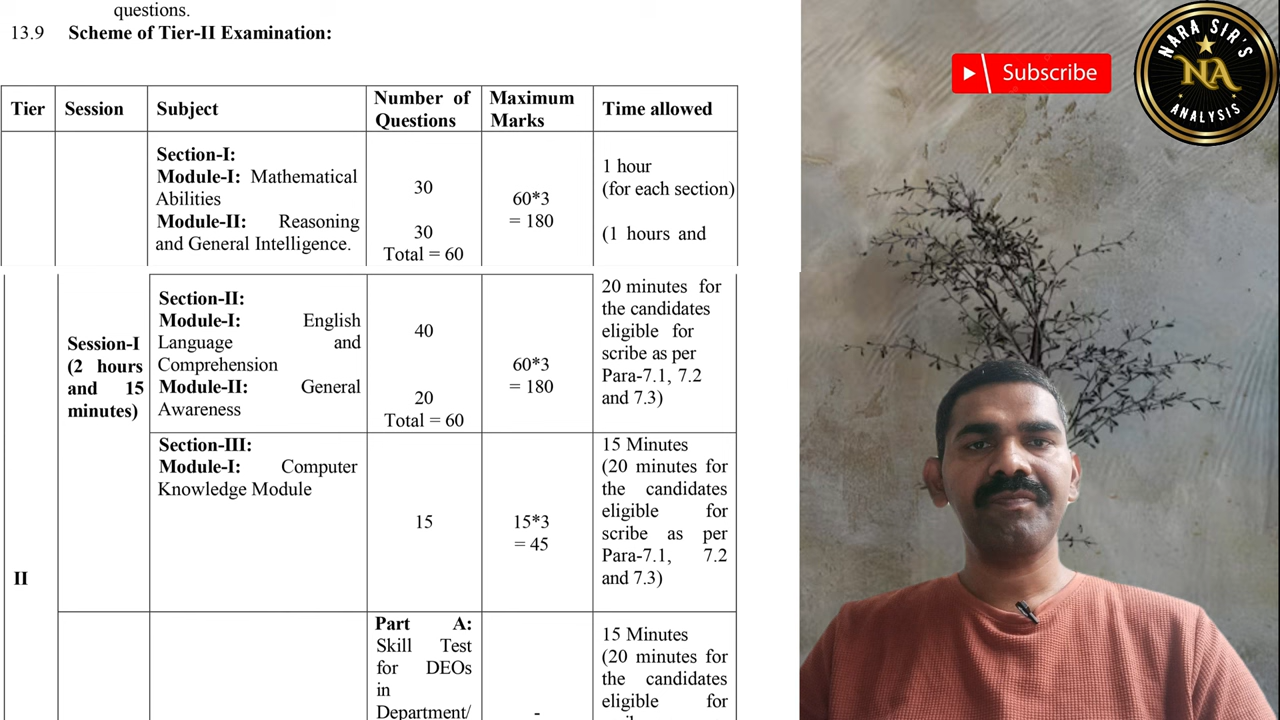 questions.
13.9 Scheme of Tier-II Examination:
Tier Session Subject Number of Questions Maximum Marks Time allowed
Section-I:
Module-I: Mathematical
Abilities
Module-II: Reasoning
and General Intelligence.
30
30
Total = 60
60*3
= 180
1 hour
(for each section)
(1 hours and
II
Session-I
(2 hours
and 15
minutes)
Section-II:
Module-I: English
Language and
Comprehension
Module-II: General
Awareness
40
20
Total = 60
60*3
= 180
20 minutes for
the candidates
eligible for
scribe as per
Para-7.1, 7.2
and 7.3)
Section-III:
Module-I: Computer
Knowledge Module
15
15*3
= 45
15 Minutes
(20 minutes for
the candidates
eligible for
scribe as per
Para-7.1, 7.2
and 7.3)
Part A:
Skill Test
for DEOs
in
Department/
-
15 Minutes
(20 minutes for
the candidates
eligible for
Subscribe
NARA SIR'S
NA
ANALYSIS